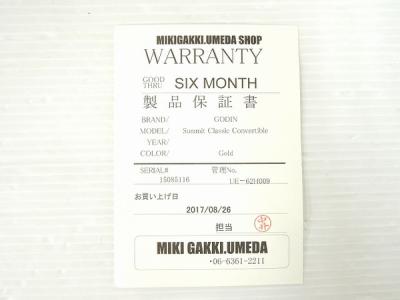 MIKIGAKKI.UMEDA SHOP
WARRANTY
GOOD THRU SIX MONTH
製品保証書
BRAND/ GODIN
MODEL/ Summit Classic Convertible
YEAR/
COLOR/ Gold
SERIAL# 管理No.
15085116 UE-62H009
お買い上げ日
2017/08/26
担当
MIKI GAKKI.UMEDA
・06-6361-2211